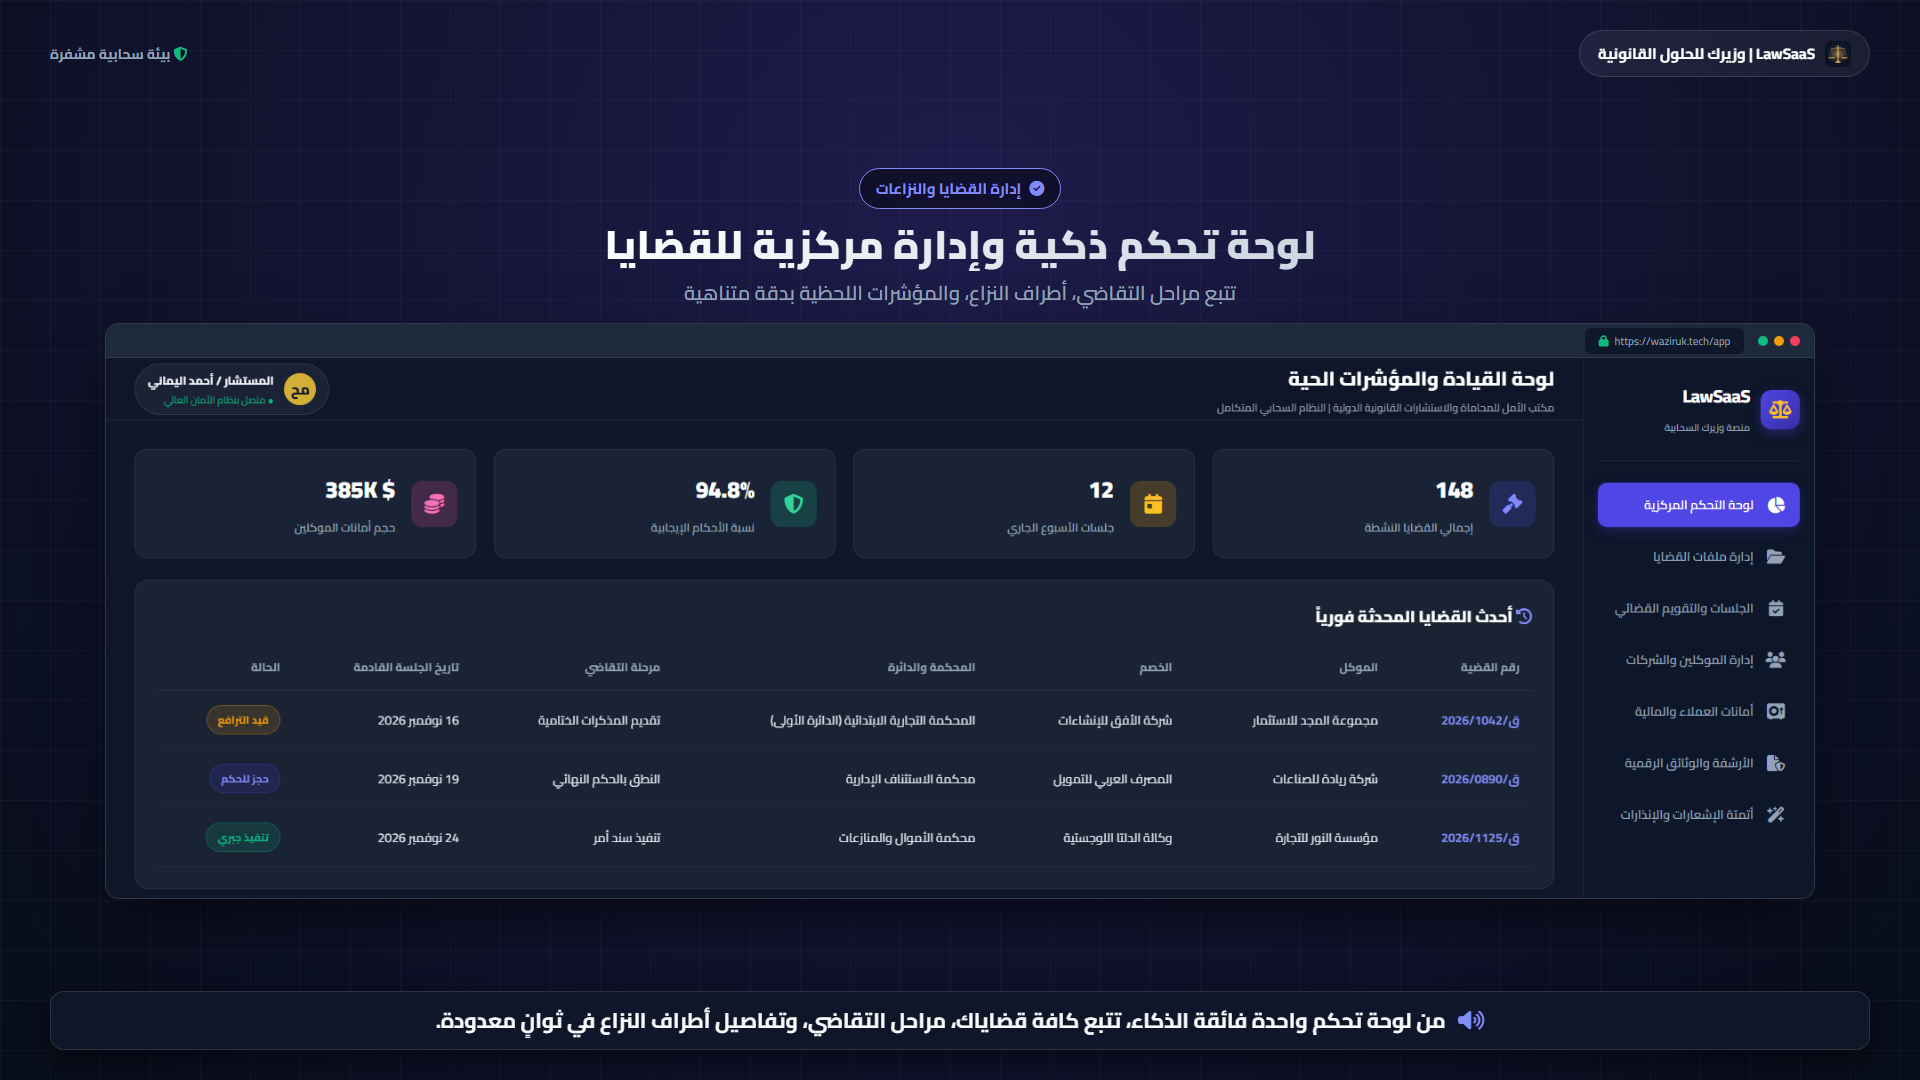 LawSaaS | وزيرك للحلول القانونية
بيئة سحابية مشفرة
إدارة القضايا والنزاعات
لوحة تحكم ذكية وإدارة مركزية للقضايا
تتبع مراحل التقاضي، أطراف النزاع، والمؤشرات اللحظية بدقة متناهية
https://waziruk.tech/app
LawSaaS
منصة وزيرك السحابية
لوحة التحكم المركزية
إدارة ملفات القضايا
الجلسات والتقويم القضائي
إدارة الموكلين والشركات
أمانات العملاء والمالية
الأرشفة والوثائق الرقمية
أتمتة الإشعارات والإنذارات
لوحة القيادة والمؤشرات الحية
مكتب الأمل للمحاماة والاستشارات القانونية الدولية | النظام السحابي المتكامل
مح
المستشار / أحمد اليماني
● متصل بنظام الأمان العالي
148
إجمالي القضايا النشطة
12
جلسات الأسبوع الجاري
94.8%
نسبة الأحكام الإيجابية
385K $
حجم أمانات الموكلين
أحدث القضايا المحدثة فورياً
رقم القضية الموكل الخصم المحكمة والدائرة مرحلة التقاضي تاريخ الجلسة القادمة الحالة
ق/2026/1042 مجموعة المجد للاستثمار شركة الأفق للإنشاءات المحكمة التجارية الابتدائية (الدائرة الأولى) تقديم المذكرات الختامية 16 نوفمبر 2026 قيد الترافع
ق/2026/0890 شركة ريادة للصناعات المصرف العربي للتمويل محكمة الاستئناف الإدارية النطق بالحكم النهائي 19 نوفمبر 2026 حجز للحكم
ق/2026/1125 مؤسسة النور للتجارة وكالة الدلتا اللوجستية محكمة الأموال والمنازعات تنفيذ سند أمر 24 نوفمبر 2026 تنفيذ جبري
من لوحة تحكم واحدة فائقة الذكاء، تتبع كافة قضاياك، مراحل التقاضي، وتفاصيل أطراف النزاع في ثوانٍ معدودة.